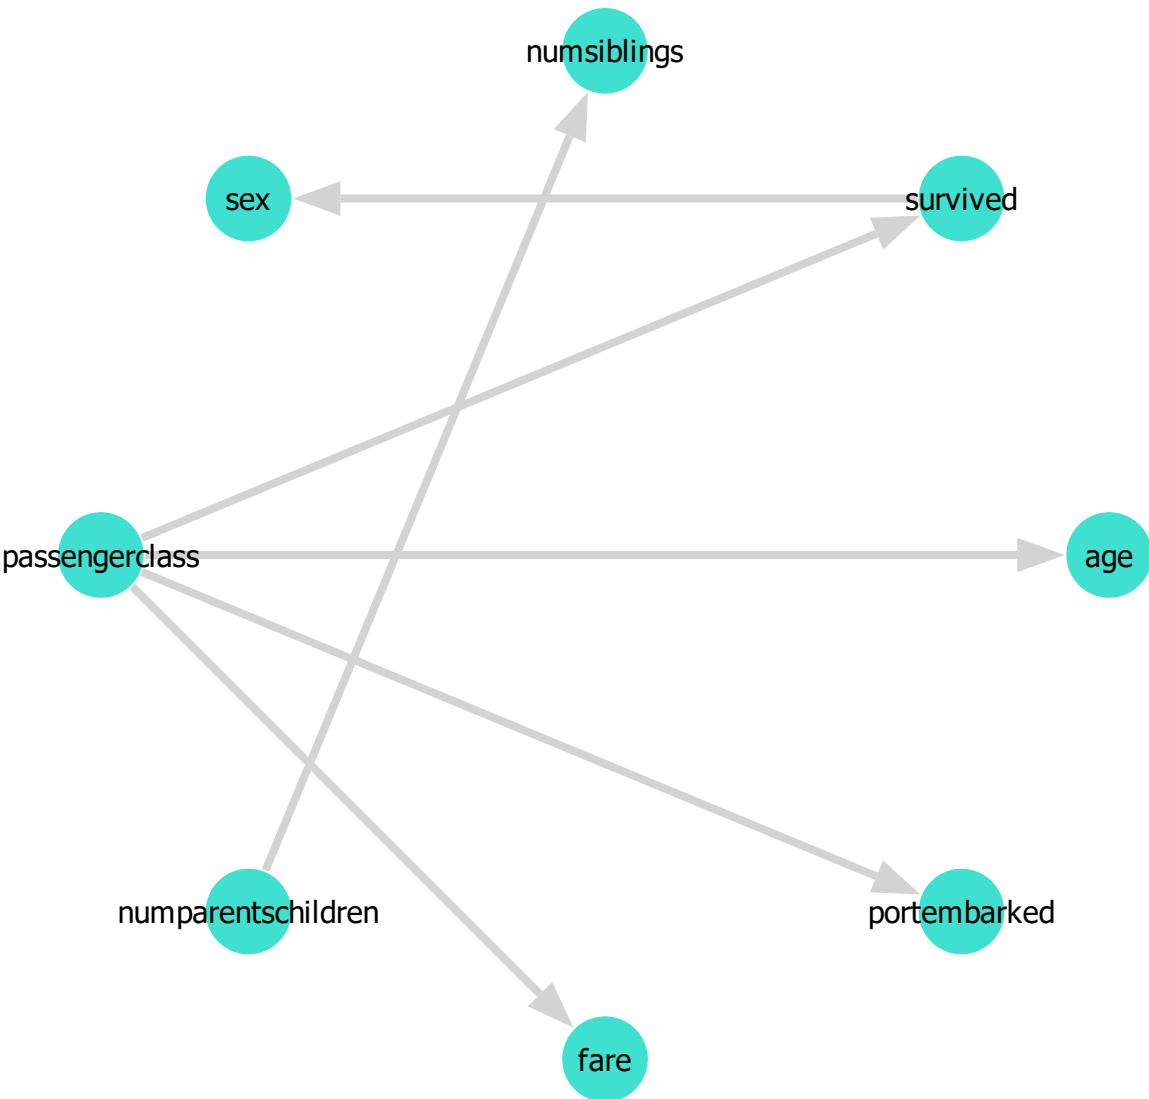 numsiblings
sex
survived
passengerclass
age
numparentschildren
portembarked
fare